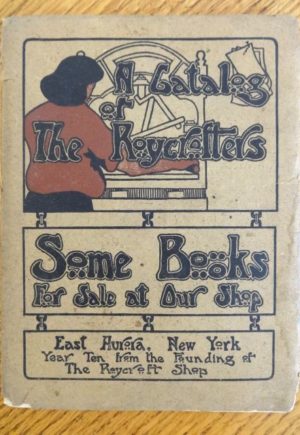 A Catalog
of
The Roycrofters
Some Books
For Sale at Our Shop
East Aurora, New York
Year Ten from the Founding of
The Roycroft Shop